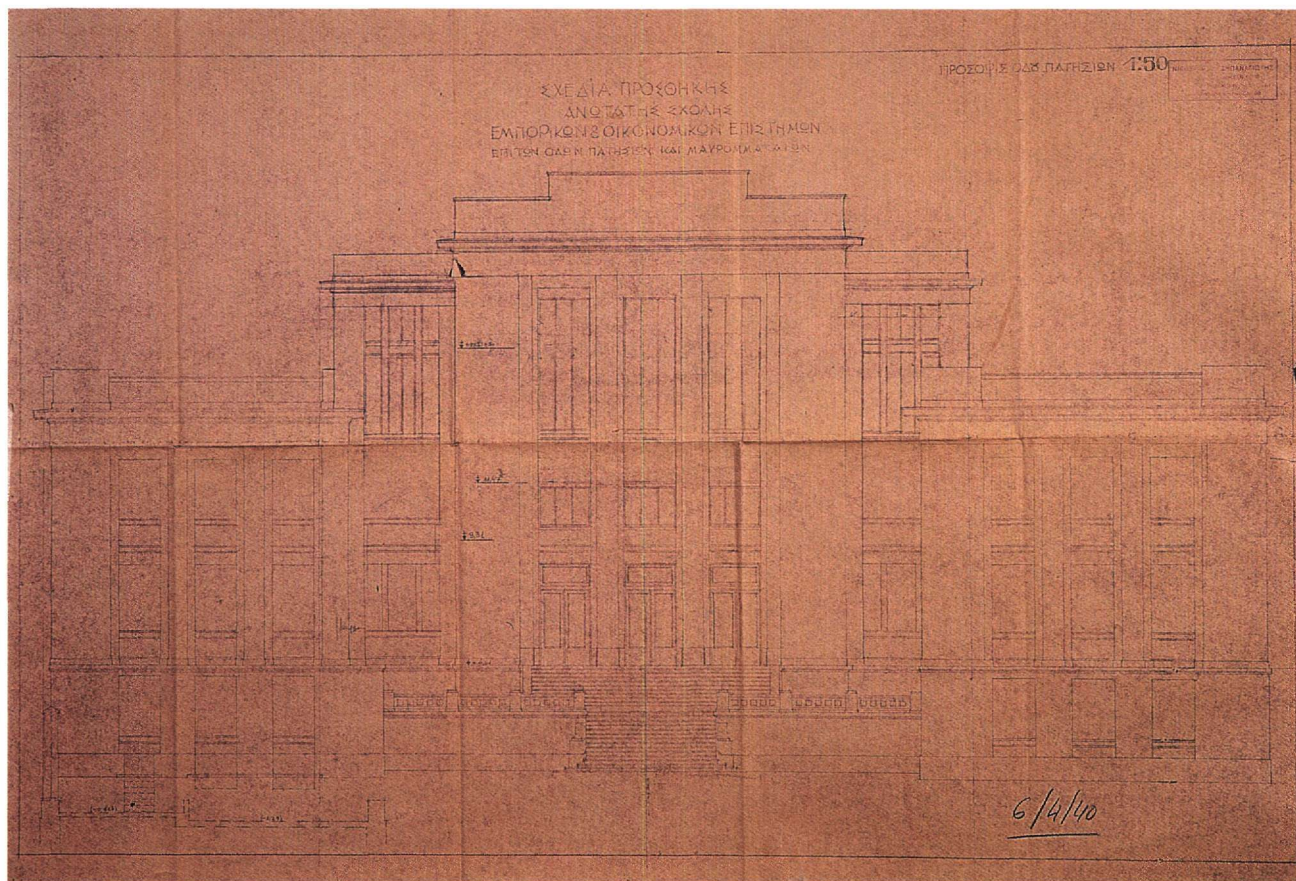 ΣΧΕΔΙΑ ΠΡΟΣΘΗΚΗΣ
ΑΝΩΤΑΤΗΣ ΣΧΟΛΗΣ
ΕΜΠΟΡΙΚΩΝ & ΟΙΚΟΝΟΜΙΚΩΝ ΕΠΙΣΤΗΜΩΝ
ΕΠΙ ΤΩΝ ΟΔΩΝ ΠΑΤΗΣΙΩΝ ΚΑΙ ΜΑΥΡΟΜΜΑΤΑΙΩΝ
ΠΡΟΣΟΨΙΣ ΟΔΟΥ ΠΑΤΗΣΙΩΝ 1:50
6/4/40